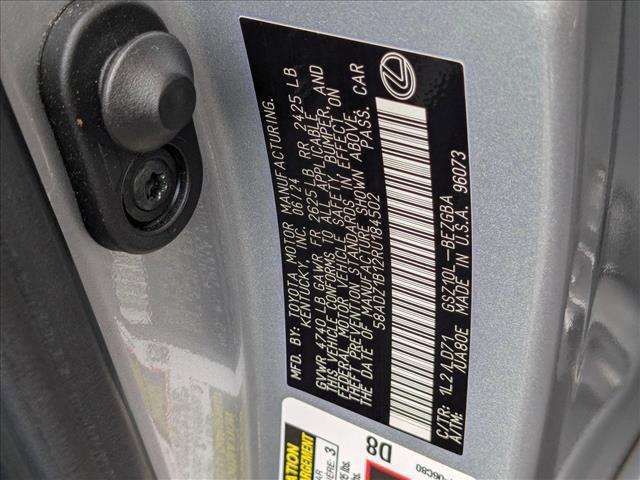 MFD. BY: TOYOTA MOTOR MANUFACTURING,
KENTUCKY, INC. 06/24
GVWR 4740 LB GAWR FR 2625 LB RR 2425 LB
THIS VEHICLE CONFORMS TO ALL APPLICABLE
FEDERAL MOTOR VEHICLE SAFETY, BUMPER, AND
THEFT PREVENTION STANDARDS IN EFFECT ON
THE DATE OF MANUFACTURE SHOWN ABOVE.
PASS. CAR
C/TR: 1L2 LDZ1 GSZ10L-BEZGBA
A/TM: UA80E MADE IN U.S.A. 96073
D8
3